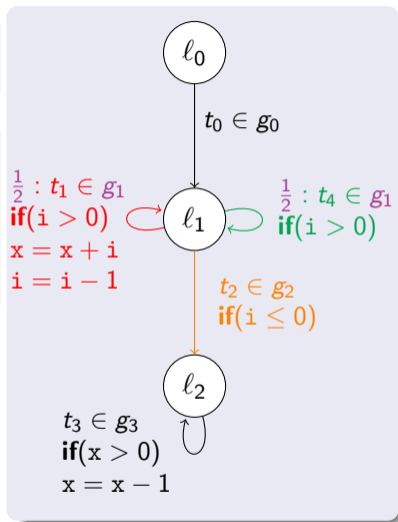 ℓ0
t0 ∈ g0
1/2 : t1 ∈ g1
if(i > 0)
x = x + i
i = i − 1
ℓ1
1/2 : t4 ∈ g1
if(i > 0)
t2 ∈ g2
if(i ≤ 0)
ℓ2
t3 ∈ g3
if(x > 0)
x = x − 1